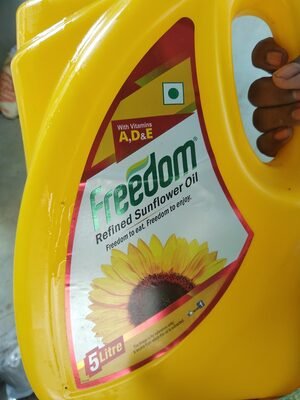 With Vitamins
A,D&E
Freedom®
Refined Sunflower Oil
Freedom to eat. Freedom to enjoy.
5 Litre